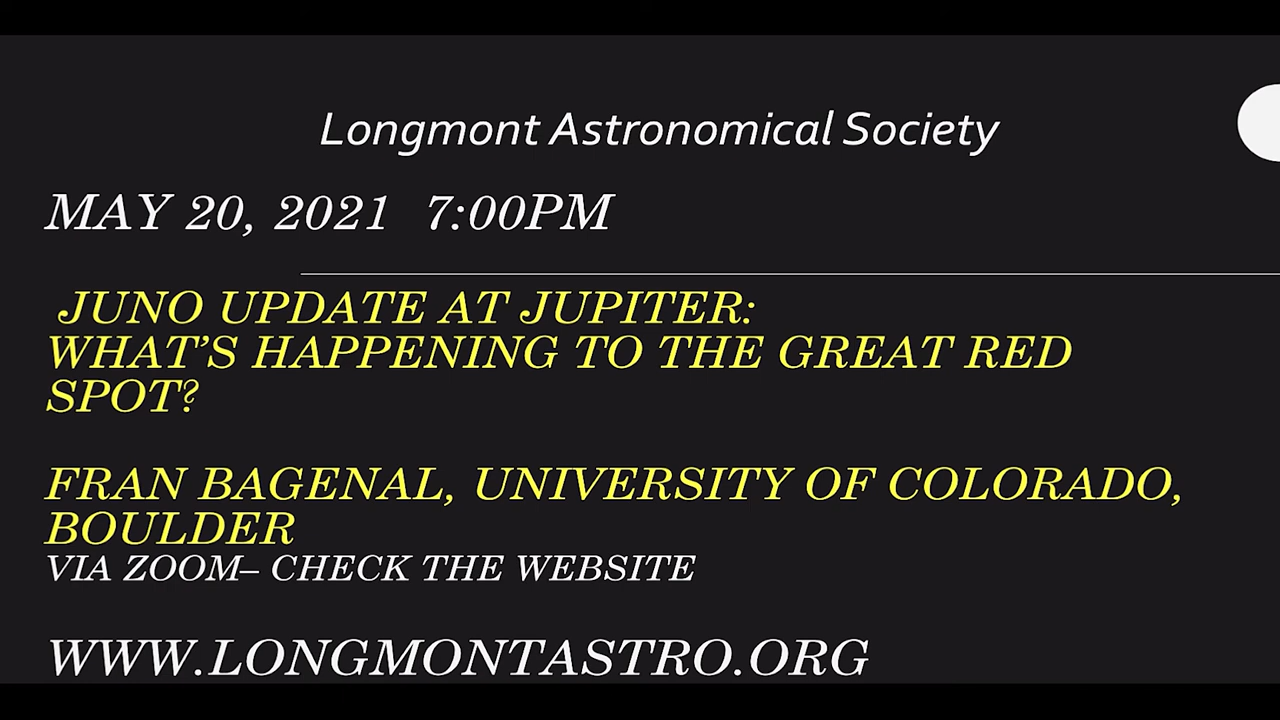 Longmont Astronomical Society
MAY 20, 2021 7:00PM
JUNO UPDATE AT JUPITER:
WHAT’S HAPPENING TO THE GREAT RED
SPOT?
FRAN BAGENAL, UNIVERSITY OF COLORADO,
BOULDER
VIA ZOOM– CHECK THE WEBSITE
WWW.LONGMONTASTRO.ORG